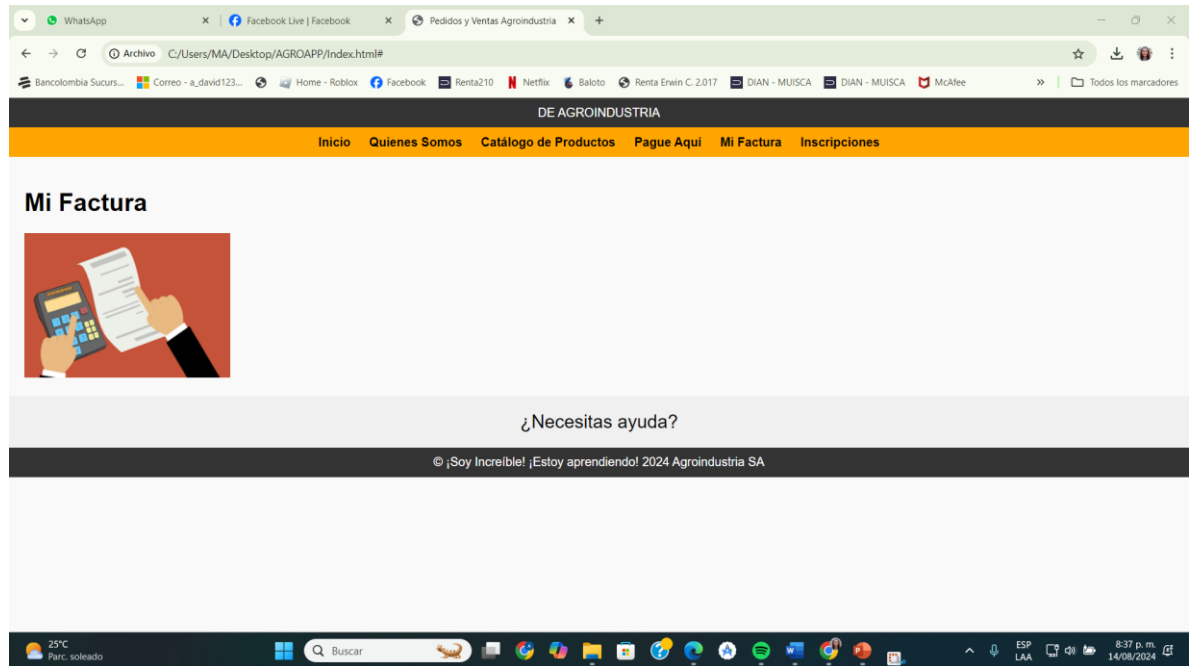 WhatsApp
Facebook Live | Facebook
Pedidos y Ventas Agroindustria
Archivo C:/Users/MA/Desktop/AGROAPP/Index.html#
Bancolombia Sucurs... Correo - a_david123... Home - Roblox Facebook Renta210 Netflix Baloto Renta Erwin C. 2.017 DIAN - MUISCA DIAN - MUISCA McAfee » Todos los marcadores
DE AGROINDUSTRIA
Inicio Quienes Somos Catálogo de Productos Pague Aquí Mi Factura Inscripciones
Mi Factura
¿Necesitas ayuda?
© ¡Soy Increíble! ¡Estoy aprendiendo! 2024 Agroindustria SA
25°C
Parc. soleado
Buscar
ESP
LAA
8:37 p. m.
14/08/2024